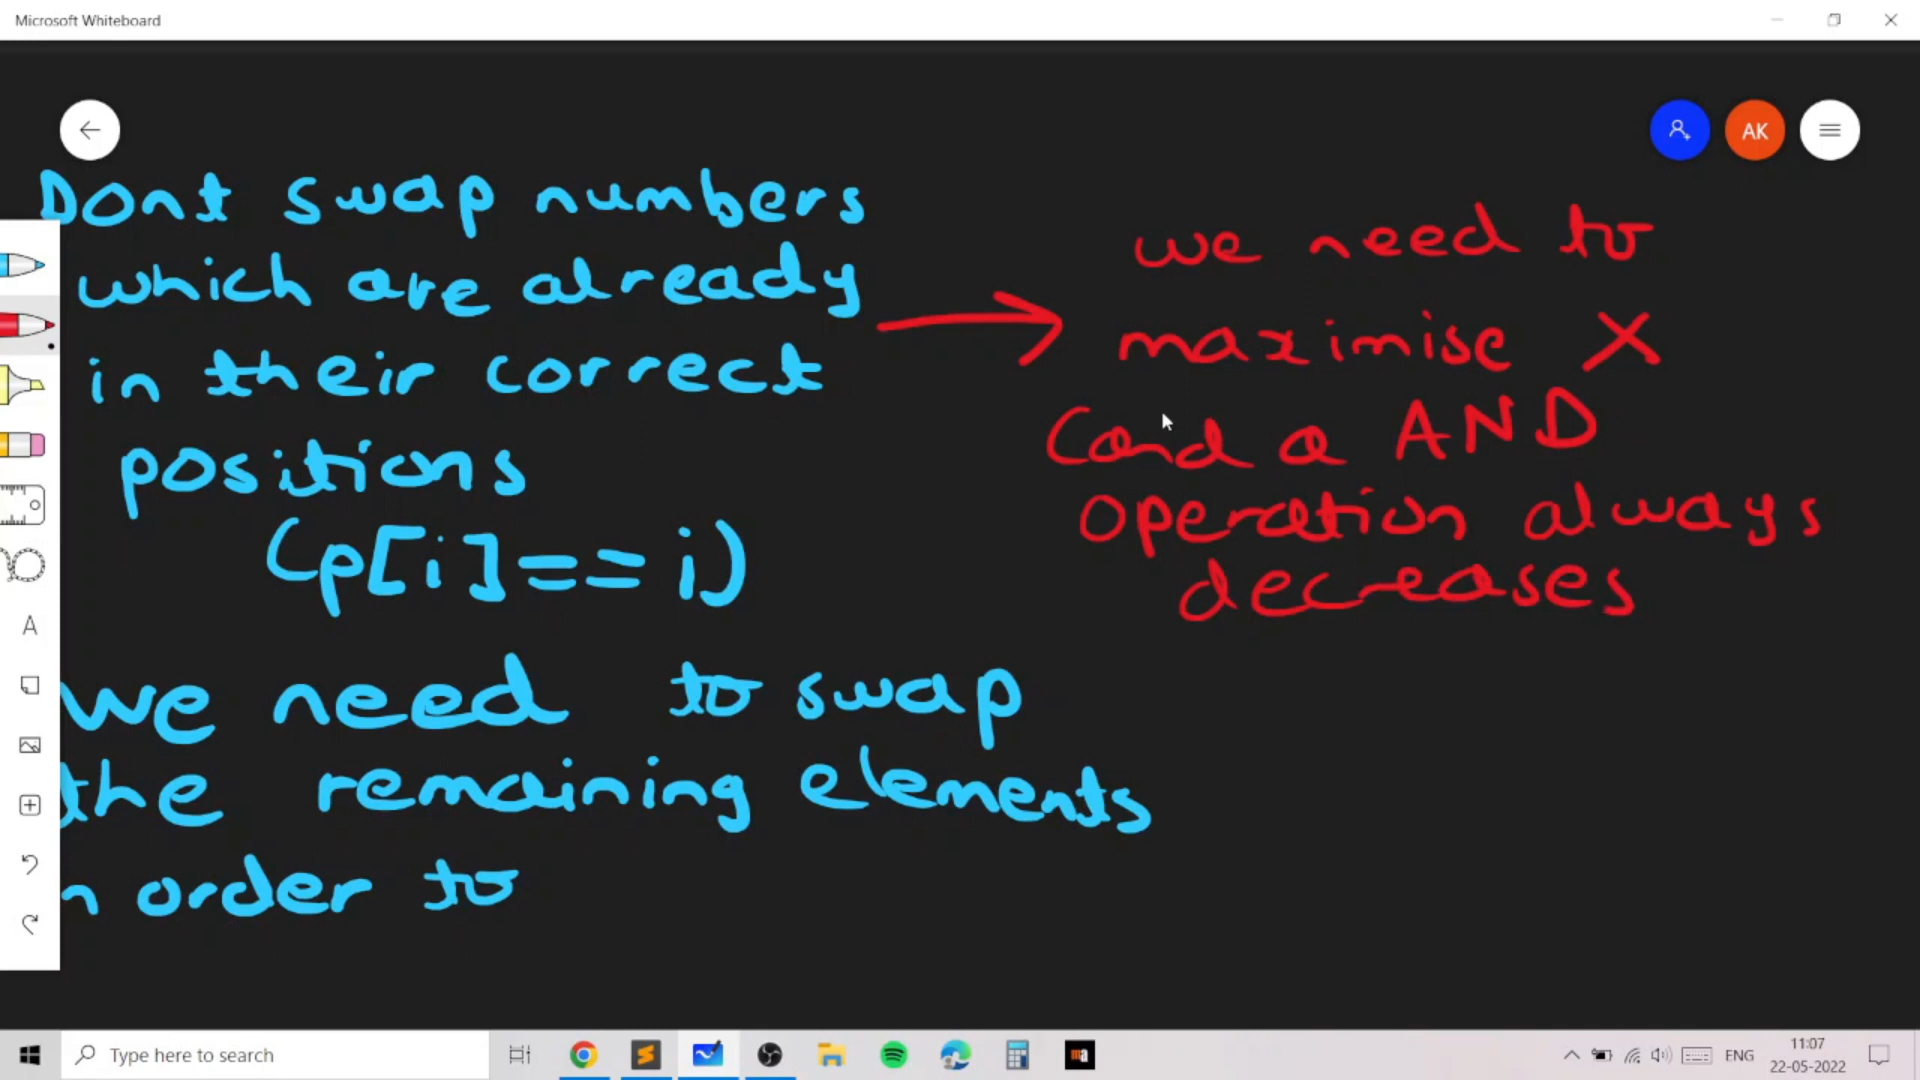 Microsoft Whiteboard
AK
Dont swap numbers
which are already
in their correct
positions
(p[i]==i)
we need to swap
the remaining elements
n order to
we need to
maximise X
(and a AND
operation always
decreases
A
Type here to search
ma
ENG
11:07
22-05-2022